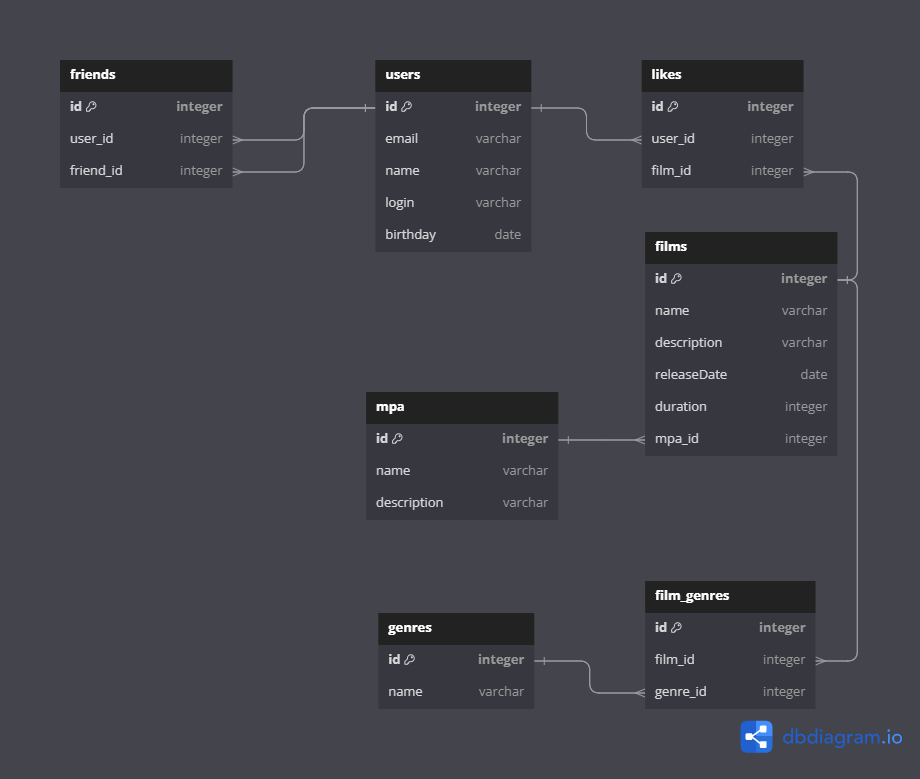 friends
id integer
user_id integer
friend_id integer
users
id integer
email varchar
name varchar
login varchar
birthday date
likes
id integer
user_id integer
film_id integer
films
id integer
name varchar
description varchar
releaseDate date
duration integer
mpa_id integer
mpa
id integer
name varchar
description varchar
genres
id integer
name varchar
film_genres
id integer
film_id integer
genre_id integer
dbdiagram.io